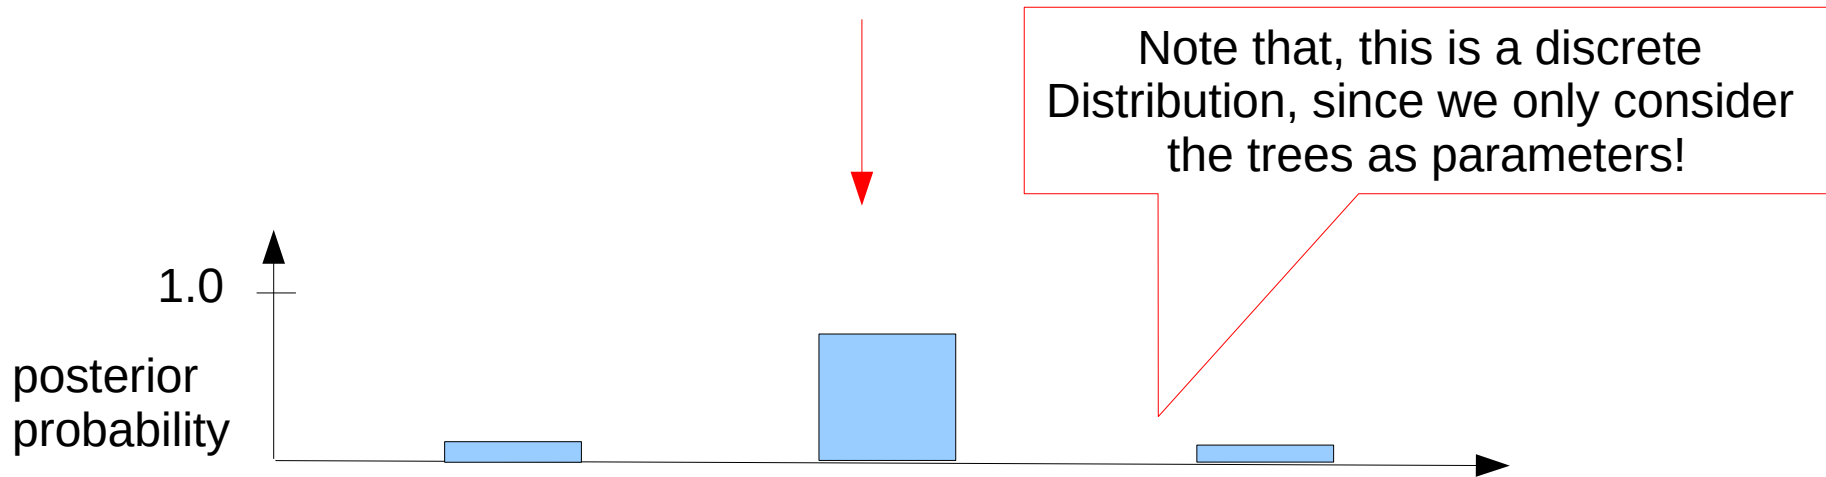 Note that, this is a discrete
Distribution, since we only consider
the trees as parameters!
1.0
posterior
probability